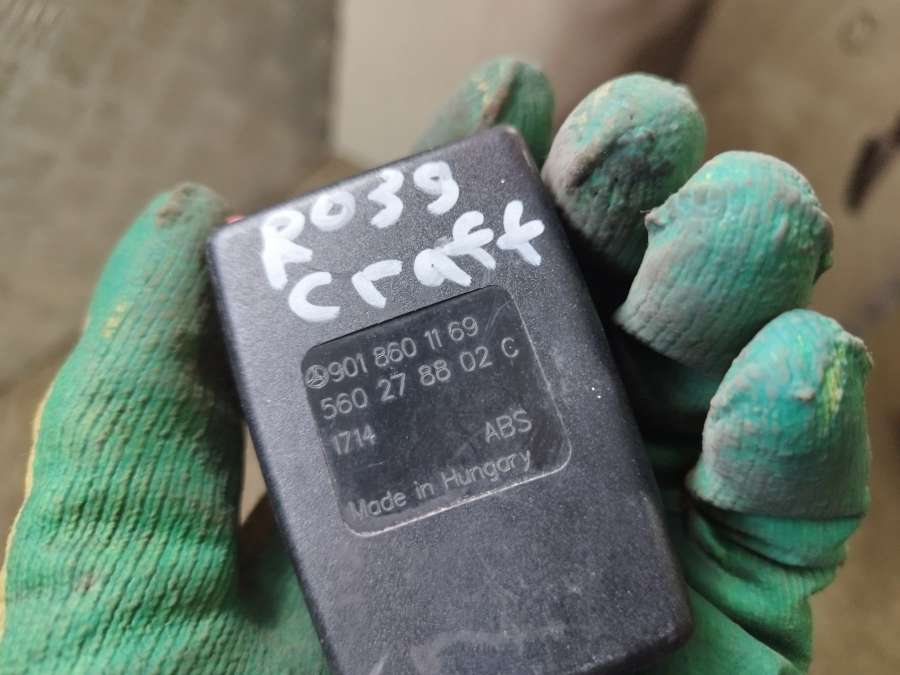 R039
craft
901 860 11 69
560 27 88 02 C
1714 ABS
Made in Hungary